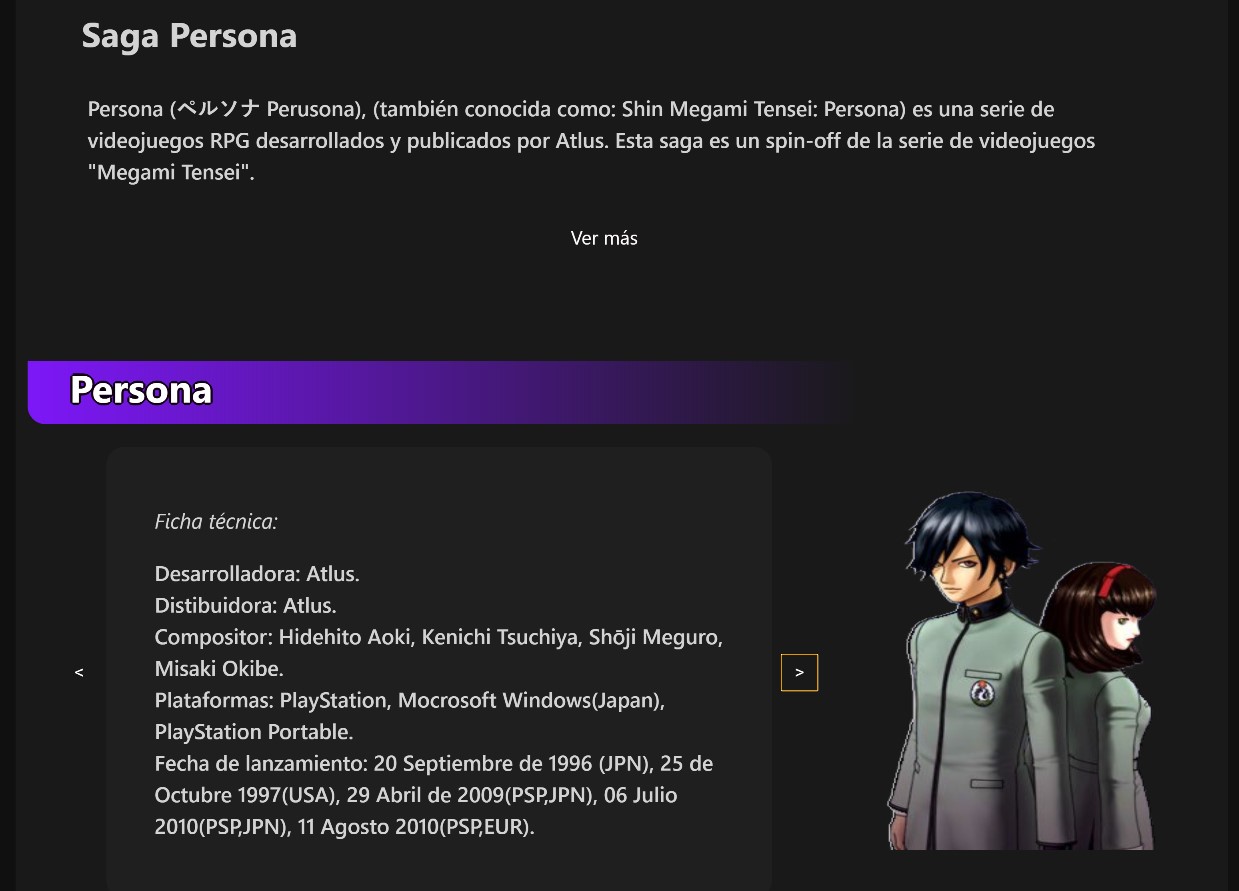 Saga Persona
Persona (ペルソナ Perusona), (también conocida como: Shin Megami Tensei: Persona) es una serie de
videojuegos RPG desarrollados y publicados por Atlus. Esta saga es un spin-off de la serie de videojuegos
"Megami Tensei".
Ver más
Persona
Ficha técnica:
Desarrolladora: Atlus.
Distibuidora: Atlus.
Compositor: Hidehito Aoki, Kenichi Tsuchiya, Shōji Meguro,
Misaki Okibe.
<
>
Plataformas: PlayStation, Mocrosoft Windows(Japan),
PlayStation Portable.
Fecha de lanzamiento: 20 Septiembre de 1996 (JPN), 25 de
Octubre 1997(USA), 29 Abril de 2009(PSP,JPN), 06 Julio
2010(PSP,JPN), 11 Agosto 2010(PSP,EUR).